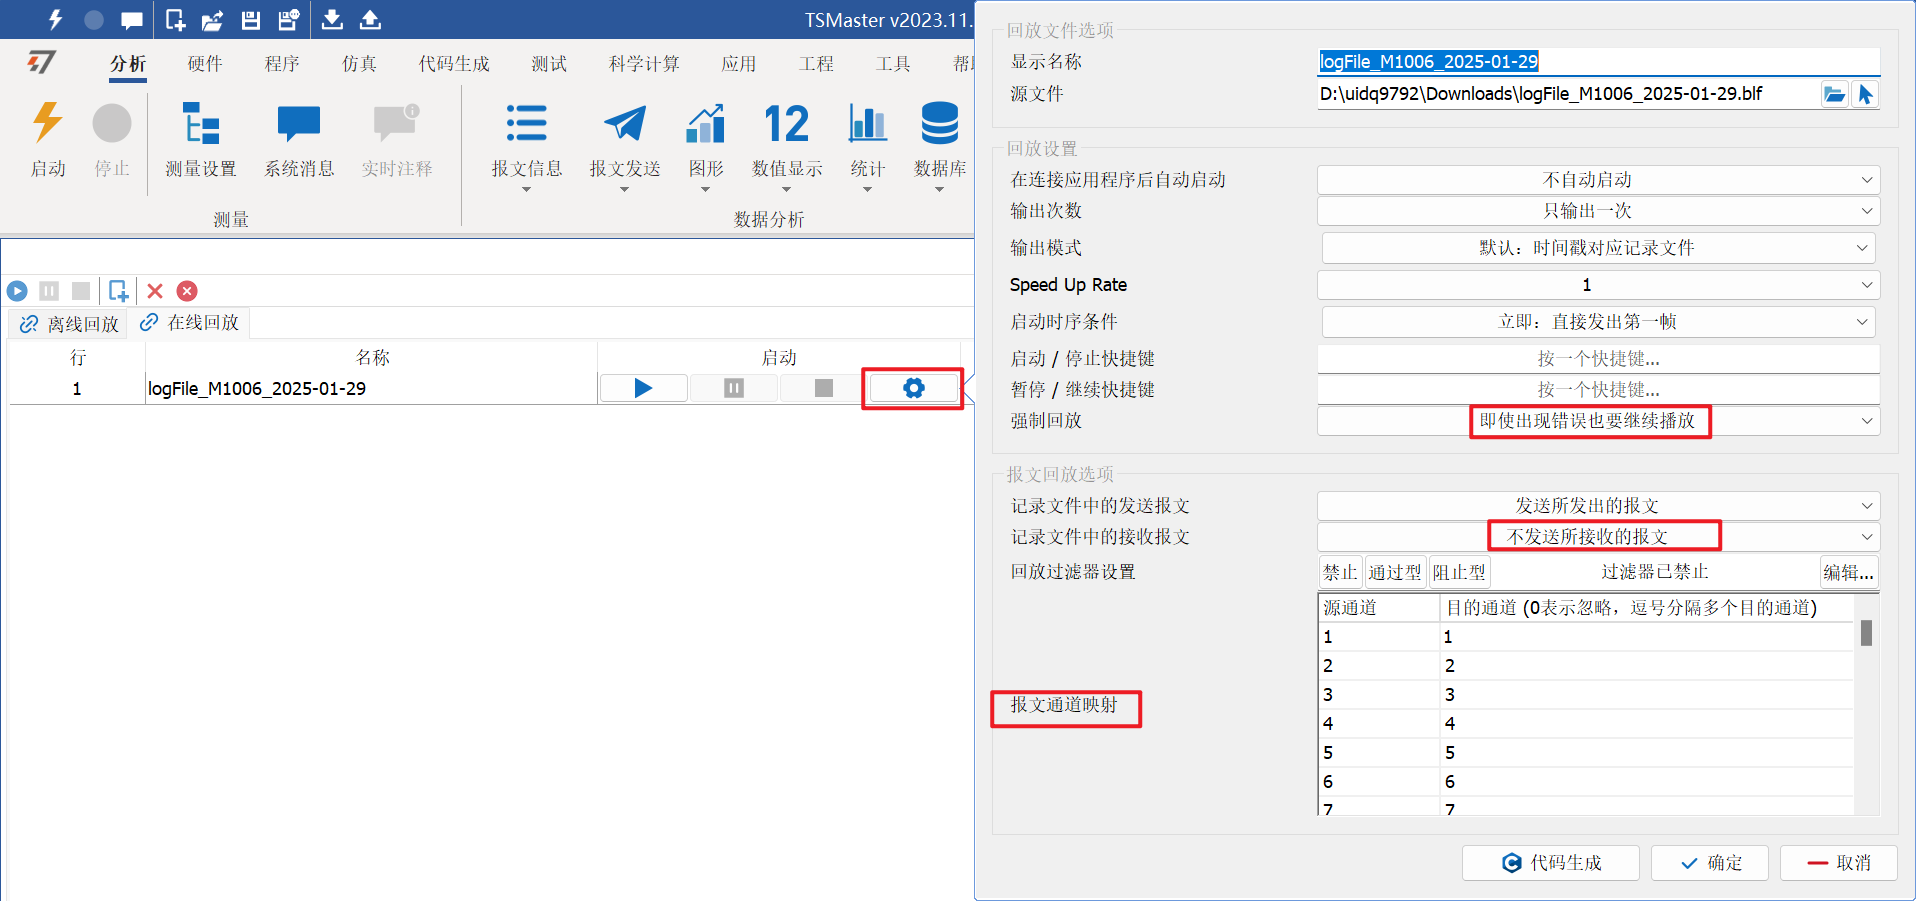 TSMaster v2023.11.
分析 硬件 程序 仿真 代码生成 测试 科学计算 应用 工程 工具
启动 停止 测量设置 系统消息 实时注释 报文信息 报文发送 图形 12 数值显示 统计 数据库
测量 数据分析
离线回放 在线回放
行 名称 启动
1 logFile_M1006_2025-01-29
回放文件选项
显示名称 logFile_M1006_2025-01-29
源文件 D:\uidq9792\Downloads\logFile_M1006_2025-01-29.blf
回放设置
在连接应用程序后自动启动 不自动启动
输出次数 只输出一次
输出模式 默认：时间戳对应记录文件
Speed Up Rate 1
启动时序条件 立即：直接发出第一帧
启动 / 停止快捷键 按一个快捷键...
暂停 / 继续快捷键 按一个快捷键...
强制回放 即使出现错误也要继续播放
报文回放选项
记录文件中的发送报文 发送所发出的报文
记录文件中的接收报文 不发送所接收的报文
回放过滤器设置 禁止 通过型 阻止型 过滤器已禁止 编辑...
报文通道映射
源通道 目的通道 (0表示忽略，逗号分隔多个目的通道)
1 1
2 2
3 3
4 4
5 5
6 6
7 7
代码生成 确定 取消